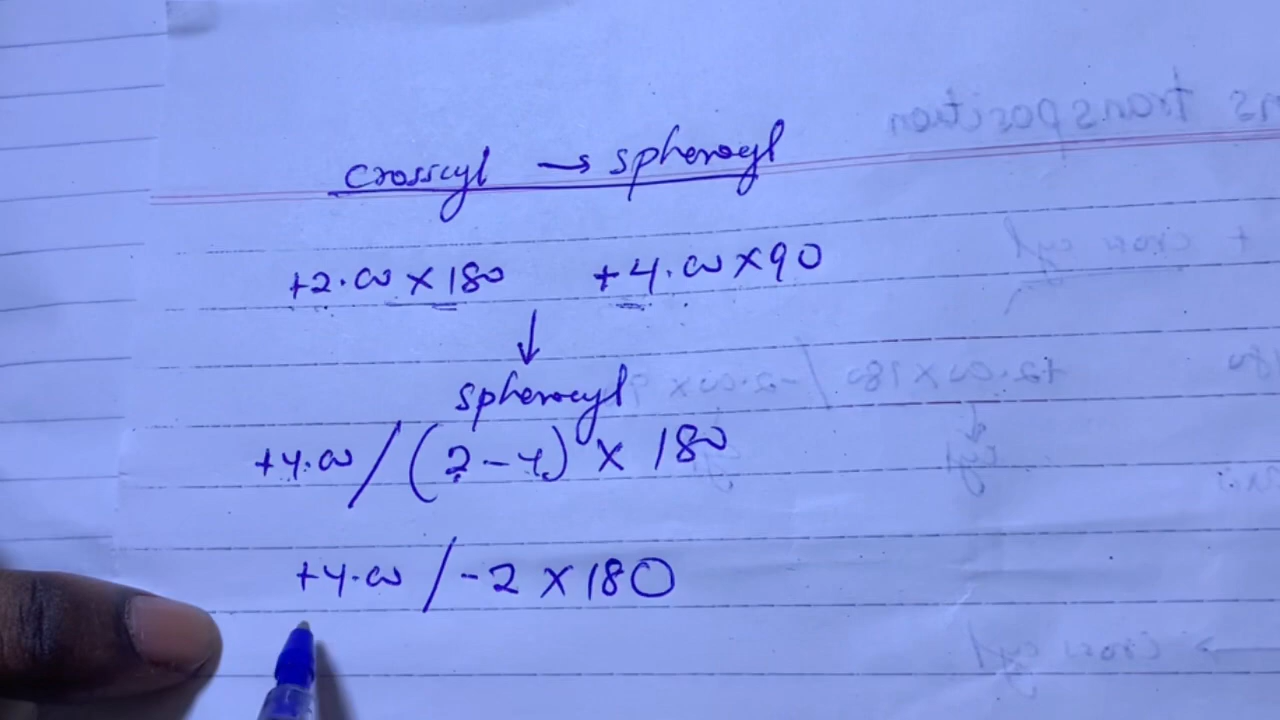 crosscyl → spherocyl
+2.00 x 180 +4.00 x 90
↓
spherocyl
+4.00 / (2 - 4) x 180
+4.00 / -2 x 180